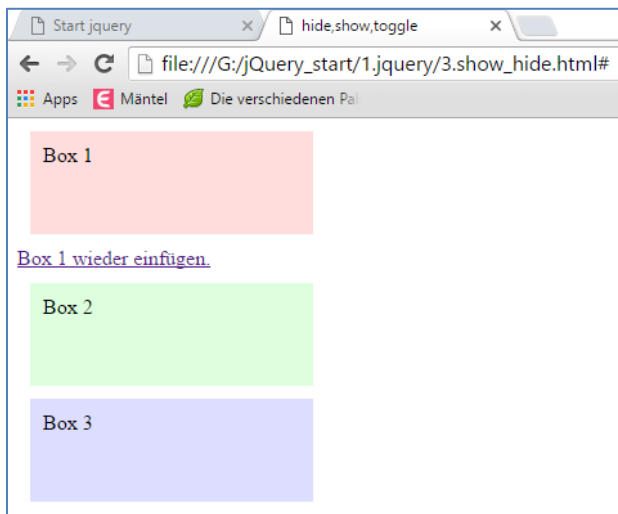 Start jquery
hide,show,toggle
file:///G:/jQuery_start/1.jquery/3.show_hide.html#
Apps Mäntel Die verschiedenen Pal
Box 1
Box 1 wieder einfügen.
Box 2
Box 3